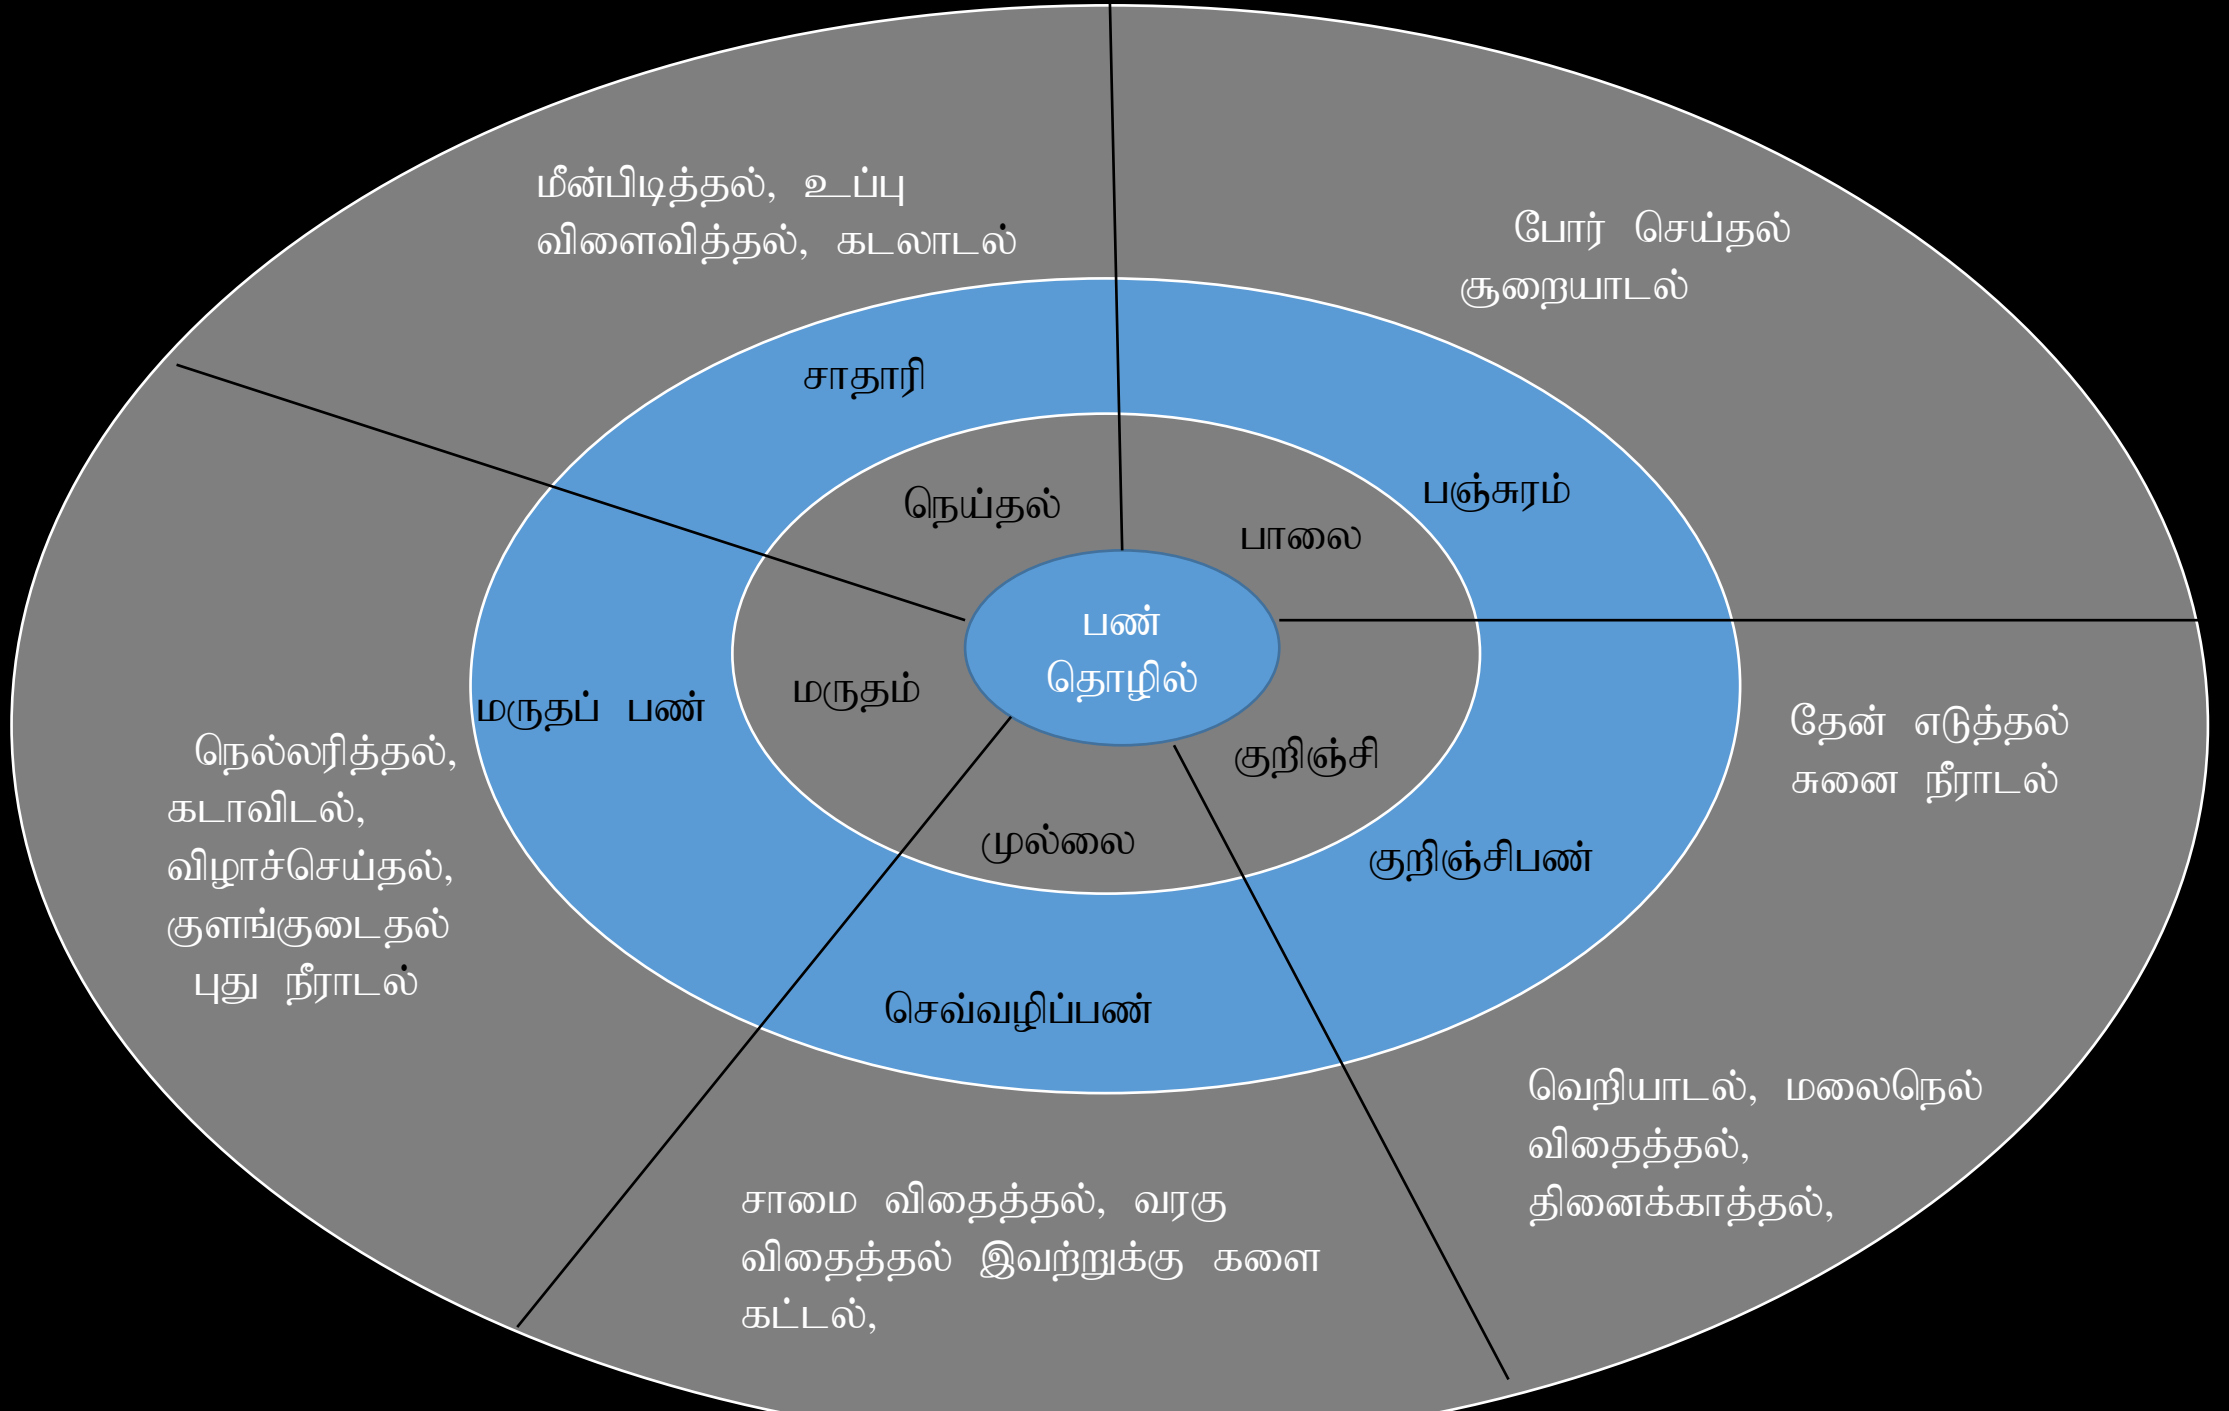 மீன்பிடித்தல், உப்பு
விளைவித்தல், கடலாடல்
போர் செய்தல்
சூறையாடல்
சாதாரி
பஞ்சுரம்
நெய்தல்
பாலை
பண்
தொழில்
மருதம்
மருதப் பண்
குறிஞ்சி
முல்லை
குறிஞ்சிபண்
செவ்வழிப்பண்
தேன் எடுத்தல்
சுனை நீராடல்
நெல்லரித்தல்,
கடாவிடல்,
விழாச்செய்தல்,
குளங்குடைதல்
புது நீராடல்
வெறியாடல், மலைநெல்
விதைத்தல்,
தினைக்காத்தல்,
சாமை விதைத்தல், வரகு
விதைத்தல் இவற்றுக்கு களை
கட்டல்,